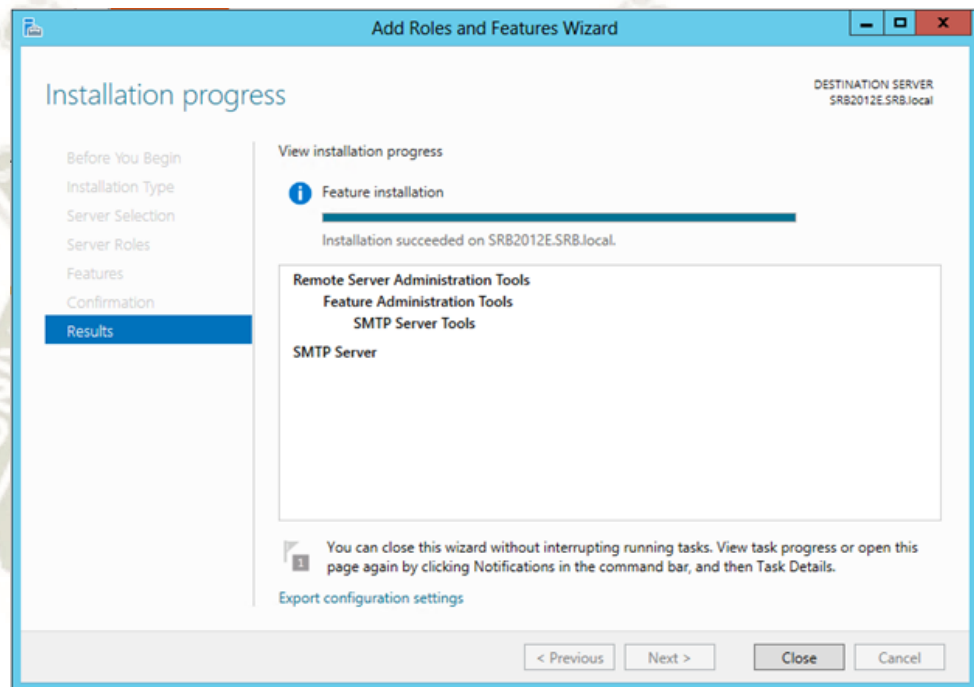 Add Roles and Features Wizard
Installation progress
DESTINATION SERVER
SRB2012E.SRB.local
Before You Begin
Installation Type
Server Selection
Server Roles
Features
Confirmation
Results
View installation progress
Feature installation
Installation succeeded on SRB2012E.SRB.local.
Remote Server Administration Tools
Feature Administration Tools
SMTP Server Tools
SMTP Server
1
You can close this wizard without interrupting running tasks. View task progress or open this
page again by clicking Notifications in the command bar, and then Task Details.
Export configuration settings
< Previous
Next >
Close
Cancel